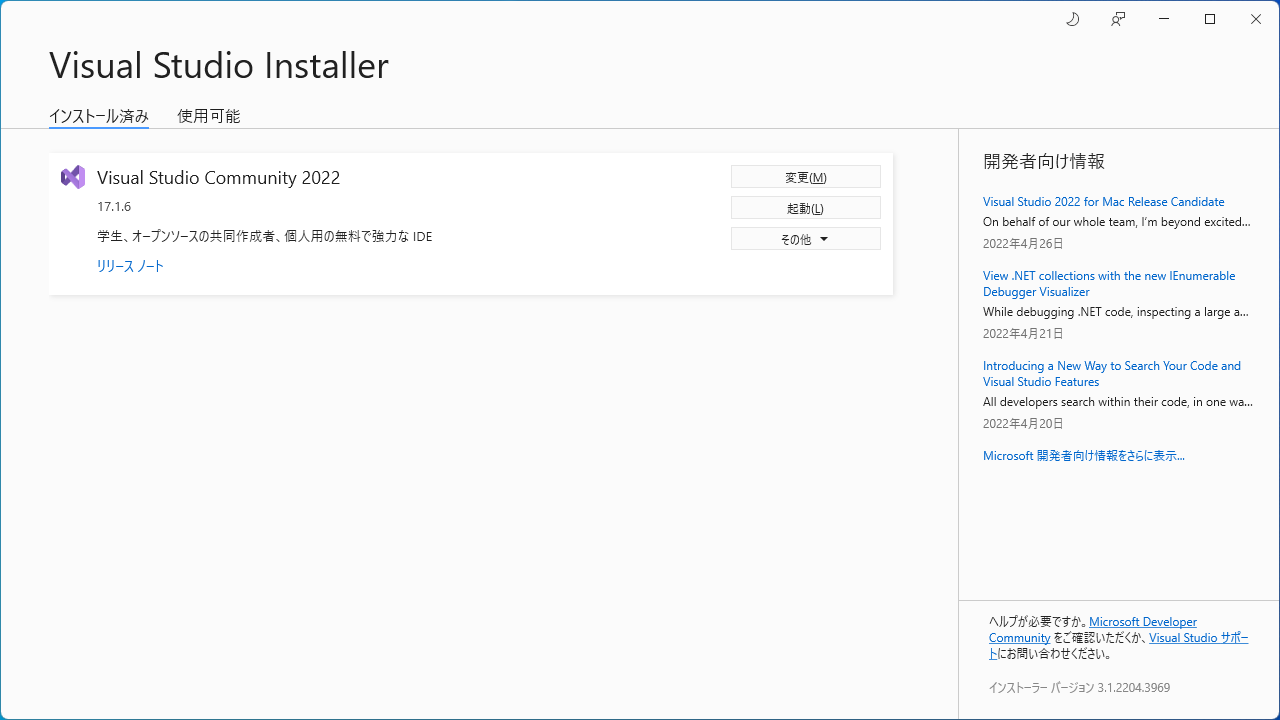 Visual Studio Installer
インストール済み 使用可能
Visual Studio Community 2022
17.1.6
学生、オープンソースの共同作成者、個人用の無料で強力な IDE
リリース ノート
変更(M)
起動(L)
その他
開発者向け情報
Visual Studio 2022 for Mac Release Candidate
On behalf of our whole team, I'm beyond excited...
2022年4月26日
View .NET collections with the new IEnumerable
Debugger Visualizer
While debugging .NET code, inspecting a large a...
2022年4月21日
Introducing a New Way to Search Your Code and
Visual Studio Features
All developers search within their code, in one wa...
2022年4月20日
Microsoft 開発者向け情報をさらに表示...
ヘルプが必要ですか。Microsoft Developer
Community をご確認いただくか、Visual Studio サポー
トにお問い合わせください。
インストーラー バージョン 3.1.2204.3969